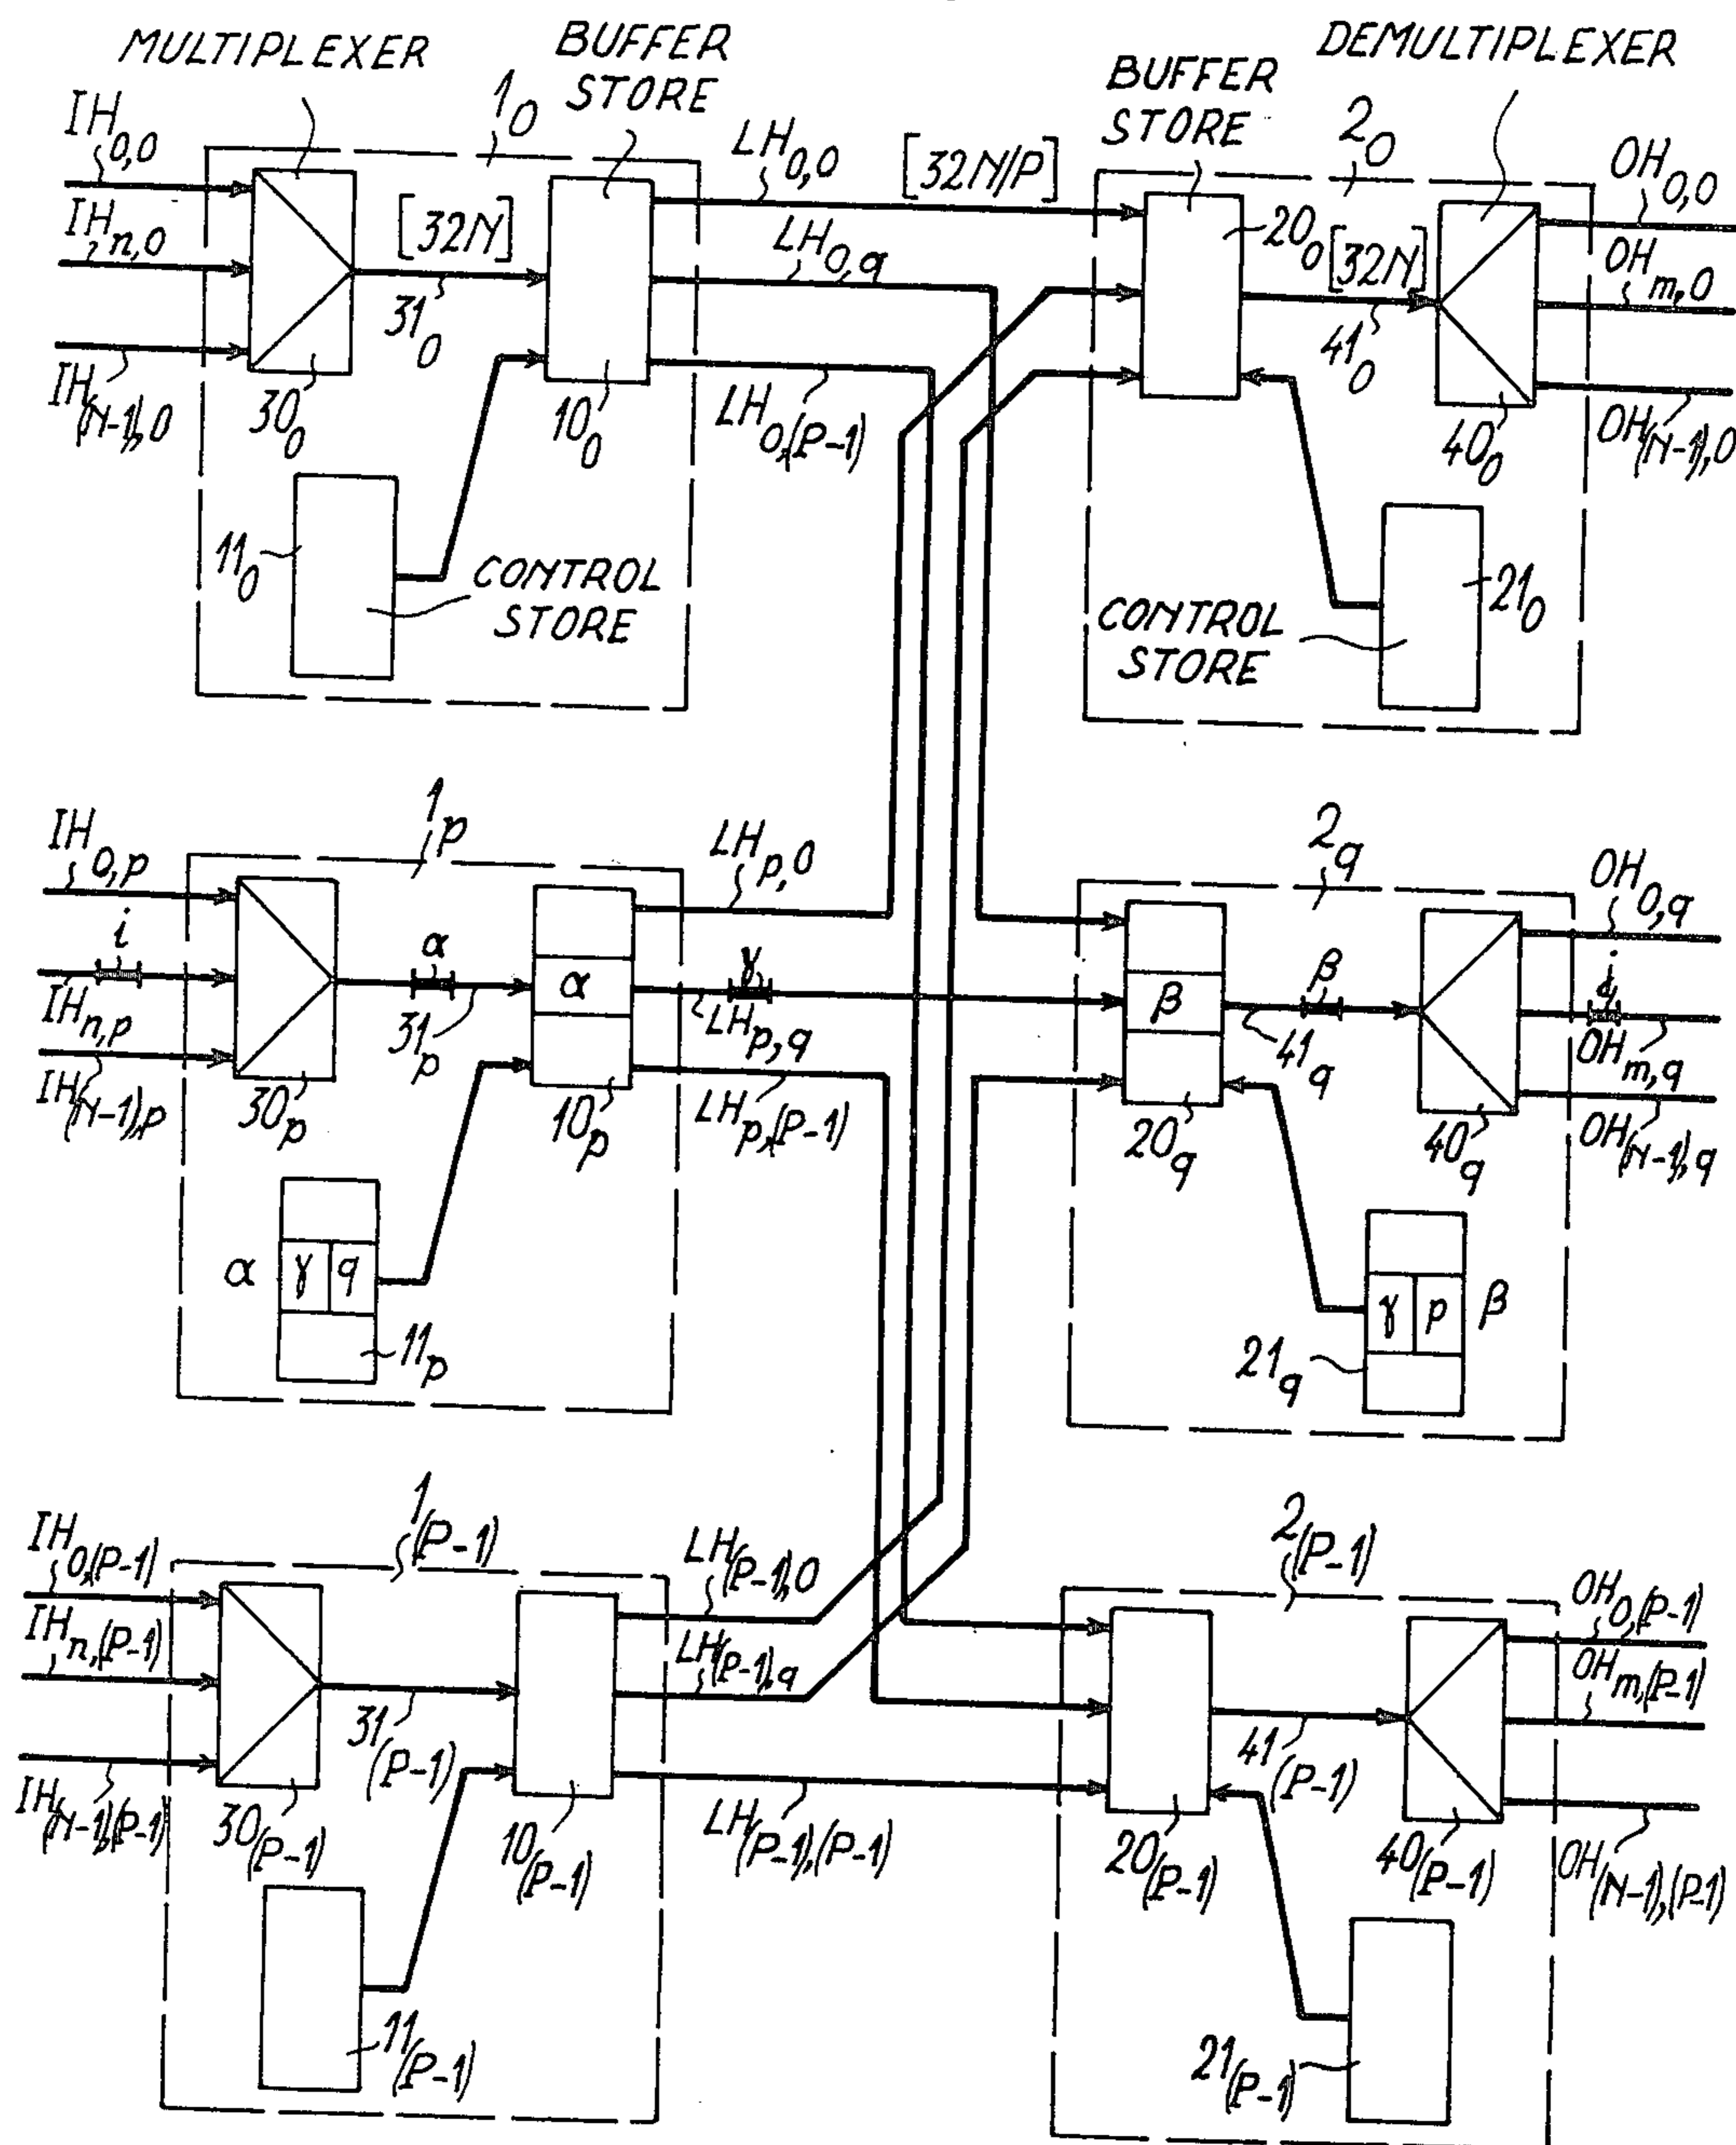 MULTIPLEXER
BUFFER
STORE
BUFFER
STORE
DEMULTIPLEXER
IH0,0
IHn,0
IH(N-1),0
1₀
[32N]
31₀
30₀
10₀
11₀
CONTROL
STORE
LH0,0
[32N/P]
LH0,q
LH0,(P-1)
2₀
20₀
[32N]
41₀
40₀
21₀
CONTROL
STORE
OH0,0
OHm,0
OH(N-1),0
IH0,p
i
IHn,p
IH(N-1),p
1p
α
31p
30p
α
10p
α
γ q
11p
LHp,0
γ
LHp,q
LHp,(P-1)
2q
β
20q
β
41q
40q
γ p
β
21q
OH0,q
j
OHm,q
OH(N-1),q
IH0,(P-1)
IHn,(P-1)
IH(N-1),(P-1)
1(P-1)
31(P-1)
30(P-1)
10(P-1)
11(P-1)
LH(P-1),0
LH(P-1),q
LH(P-1),(P-1)
2(P-1)
20(P-1)
41(P-1)
40(P-1)
21(P-1)
OH0,(P-1)
OHm,(P-1)
OH(N-1),(P-1)